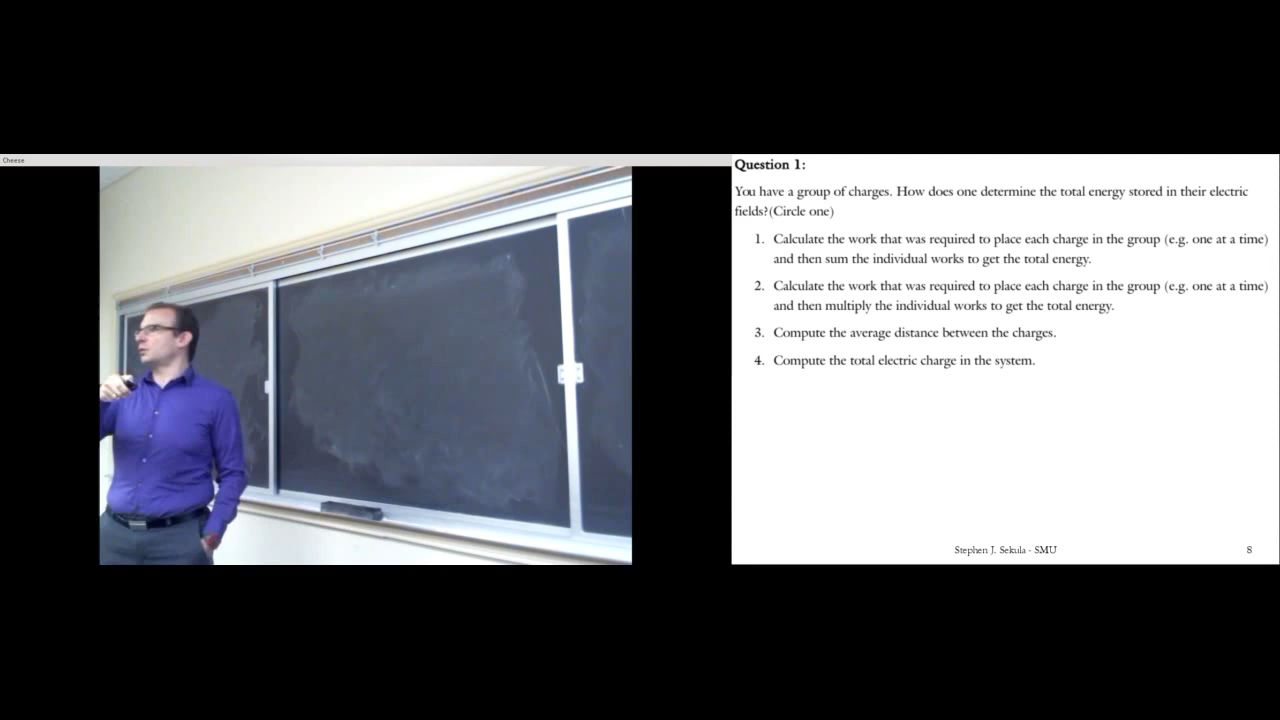 Cheese
Question 1:
You have a group of charges. How does one determine the total energy stored in their electric
fields?(Circle one)
1. Calculate the work that was required to place each charge in the group (e.g. one at a time)
and then sum the individual works to get the total energy.
2. Calculate the work that was required to place each charge in the group (e.g. one at a time)
and then multiply the individual works to get the total energy.
3. Compute the average distance between the charges.
4. Compute the total electric charge in the system.
Stephen J. Sekula - SMU 8